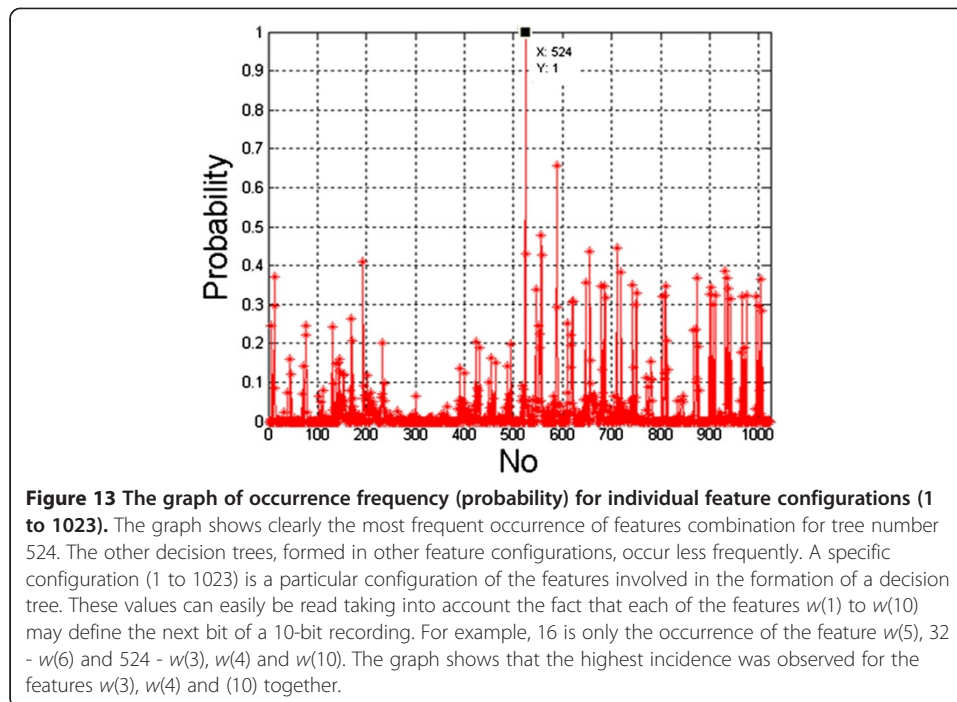 1
0.9
0.8
0.7
0.6
0.5
0.4
0.3
0.2
0.1
0
X: 524
Y: 1
Probability
0 100 200 300 400 500 600 700 800 900 1000
No
Figure 13 The graph of occurrence frequency (probability) for individual feature configurations (1
to 1023). The graph shows clearly the most frequent occurrence of features combination for tree number
524. The other decision trees, formed in other feature configurations, occur less frequently. A specific
configuration (1 to 1023) is a particular configuration of the features involved in the formation of a decision
tree. These values can easily be read taking into account the fact that each of the features w(1) to w(10)
may define the next bit of a 10-bit recording. For example, 16 is only the occurrence of the feature w(5), 32
- w(6) and 524 - w(3), w(4) and w(10). The graph shows that the highest incidence was observed for the
features w(3), w(4) and (10) together.